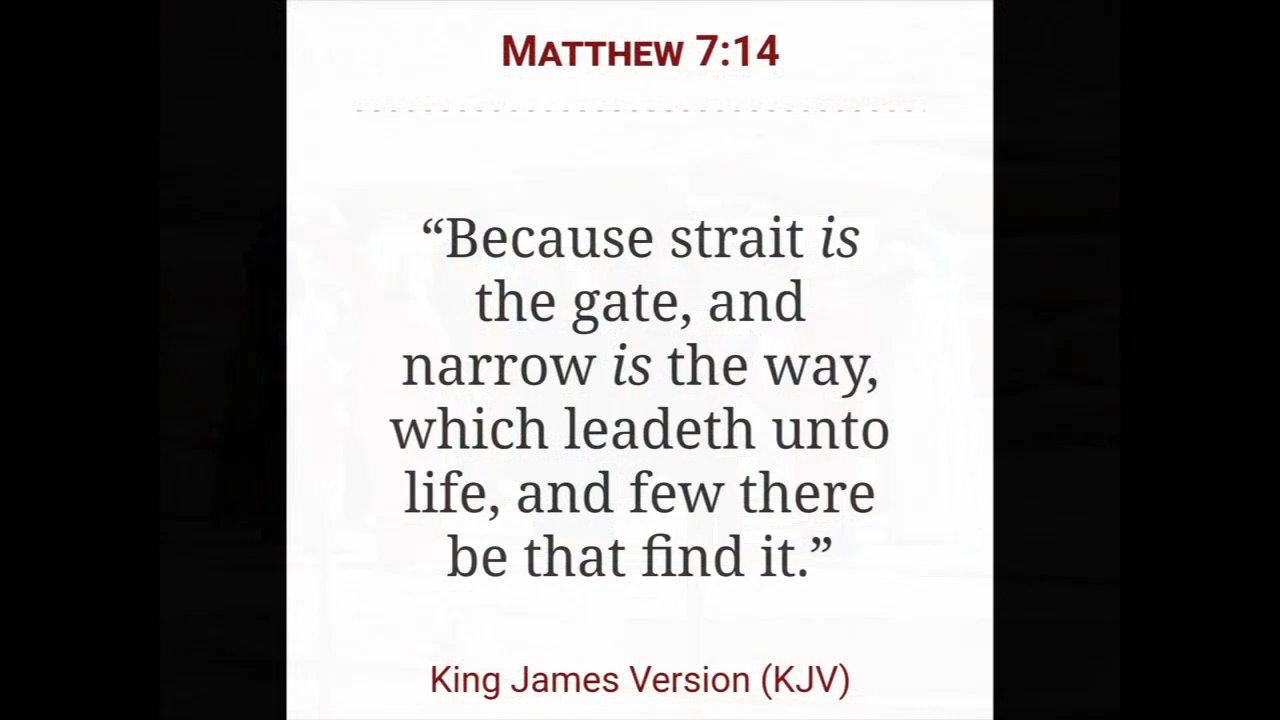 MATTHEW 7:14
“Because strait is
the gate, and
narrow is the way,
which leadeth unto
life, and few there
be that find it.”
King James Version (KJV)